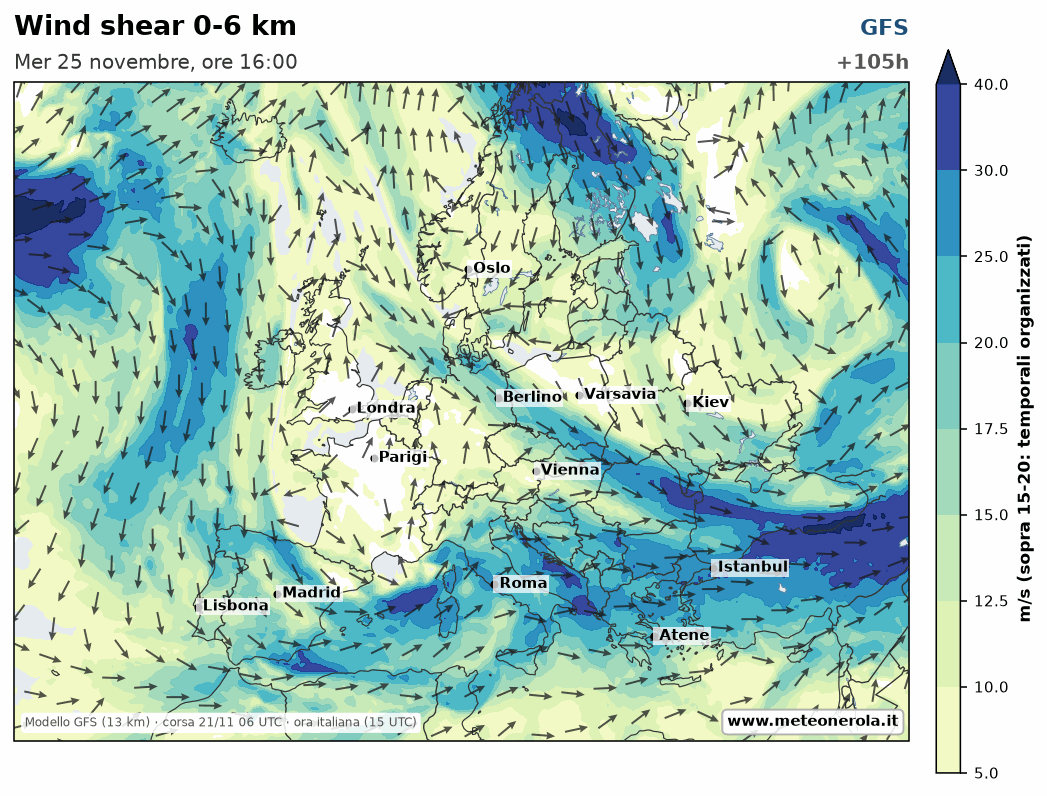 Wind shear 0-6 km
GFS
Mer 25 novembre, ore 16:00
+105h
40.0
30.0
25.0
20.0
17.5
15.0
12.5
10.0
5.0
m/s (sopra 15-20: temporali organizzati)
Oslo
Berlino
Varsavia
Kiev
Londra
Parigi
Vienna
Istanbul
Roma
Madrid
Lisbona
Atene
Modello GFS (13 km) · corsa 21/11 06 UTC · ora italiana (15 UTC)
www.meteonerola.it